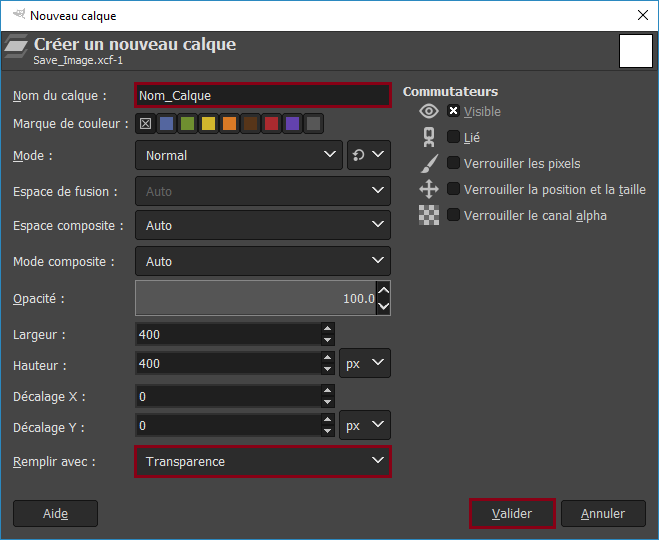 Nouveau calque
Créer un nouveau calque
Save_Image.xcf-1
Nom du calque :
Nom_Calque
Marque de couleur :
Mode :
Normal
Espace de fusion :
Auto
Espace composite :
Auto
Mode composite :
Auto
Opacité :
100.0
Largeur :
400
Hauteur :
400
px
Décalage X :
0
Décalage Y :
0
px
Remplir avec :
Transparence
Commutateurs
Visible
Lié
Verrouiller les pixels
Verrouiller la position et la taille
Verrouiller le canal alpha
Aide
Valider
Annuler